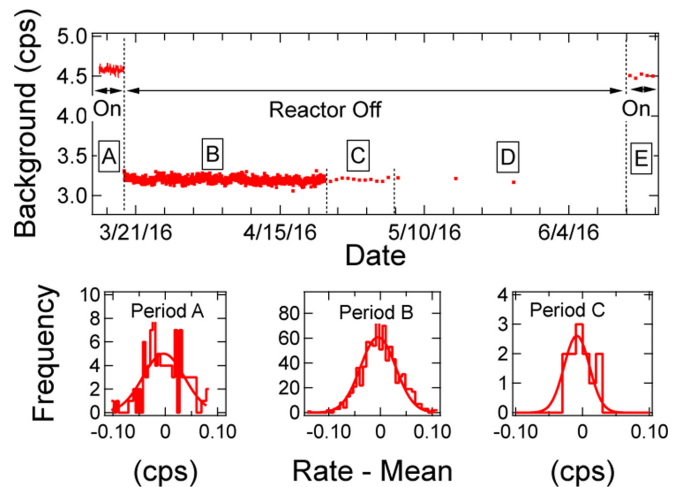 Background (cps)
5.0
4.5
4.0
3.5
3.0
On
Reactor Off
On
A
B
C
D
E
3/21/16
4/15/16
5/10/16
6/4/16
Date
Frequency
10
8
6
4
2
0
Period A
-0.10
0
0.10
(cps)
80
60
40
20
0
Period B
-0.10
0
0.10
Rate - Mean
4
3
2
1
0
Period C
-0.10
0
0.10
(cps)